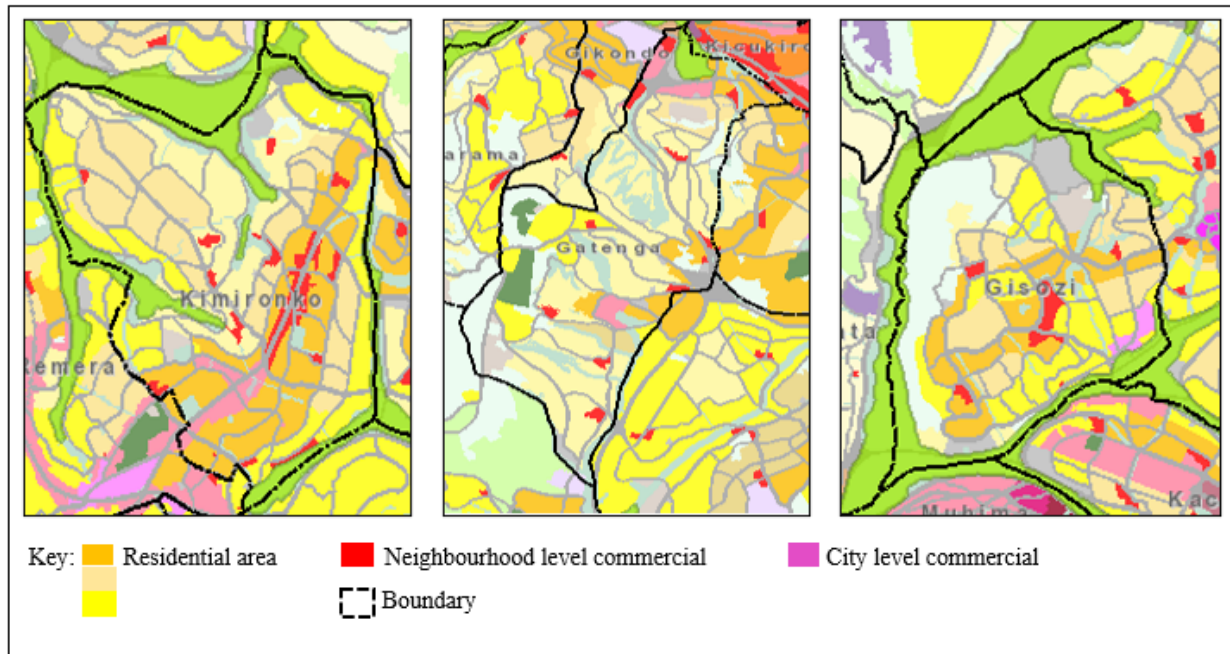 Gikondo
Kicukiro
arama
Gatenga
Kimironko
Remera
Gisozi
ata
Muhima
Kac
Key: Residential area Neighbourhood level commercial City level commercial
Boundary